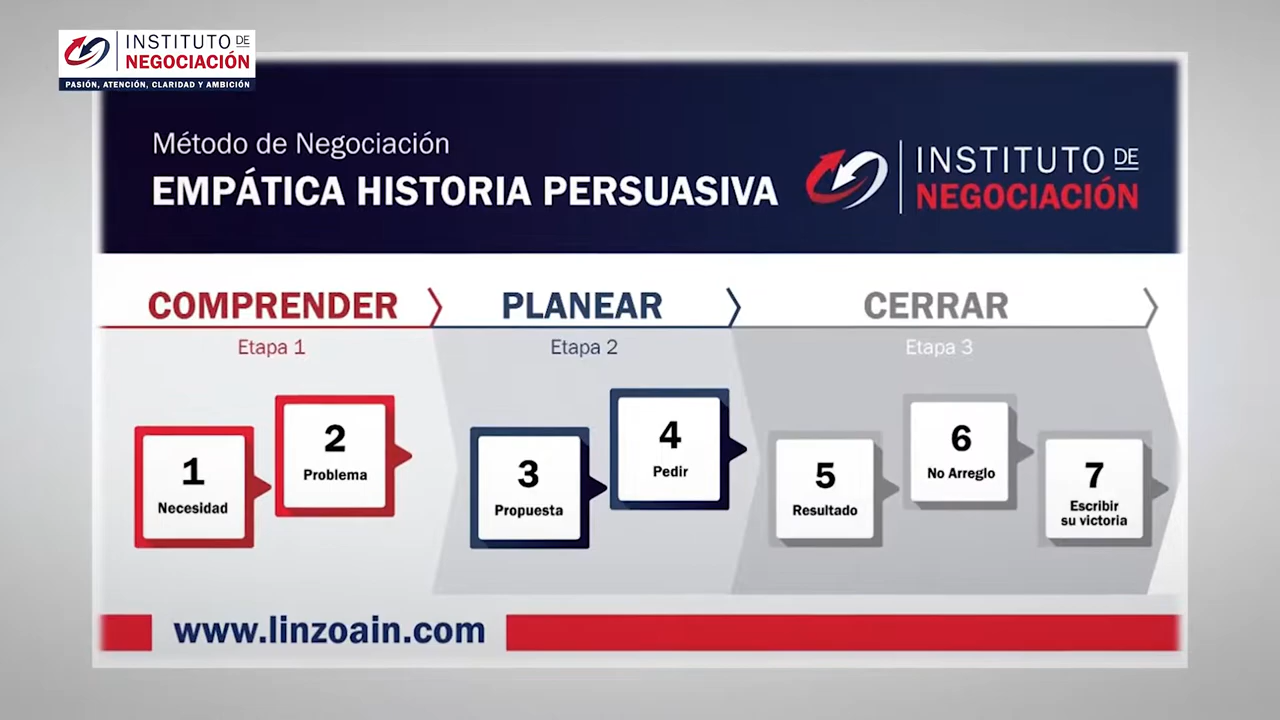 INSTITUTO DE
NEGOCIACIÓN
PASIÓN, ATENCIÓN, CLARIDAD Y AMBICIÓN
Método de Negociación
EMPÁTICA HISTORIA PERSUASIVA
INSTITUTO DE
NEGOCIACIÓN
COMPRENDER
PLANEAR
CERRAR
Etapa 1
Etapa 2
Etapa 3
1
Necesidad
2
Problema
3
Propuesta
4
Pedir
5
Resultado
6
No Arreglo
7
Escribir
su victoria
www.linzoain.com